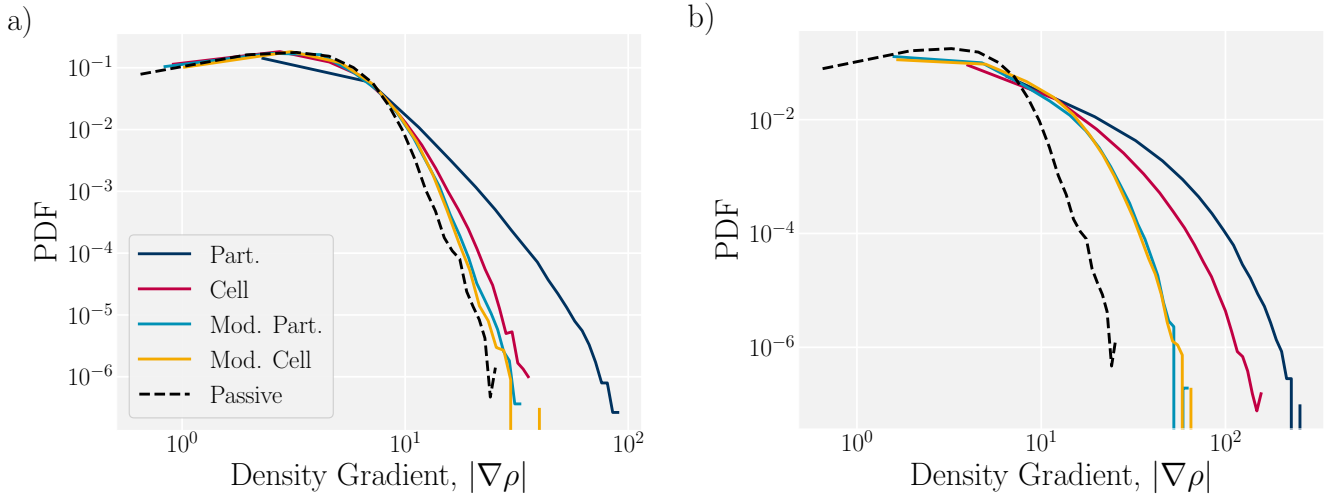 a)
10^{-1}
10^{-2}
10^{-3}
10^{-4}
10^{-5}
10^{-6}
PDF
Part.
Cell
Mod. Part.
Mod. Cell
Passive
10^{0}
10^{1}
10^{2}
Density Gradient, |∇ρ|
b)
10^{-2}
10^{-4}
10^{-6}
PDF
10^{0}
10^{1}
10^{2}
Density Gradient, |∇ρ|